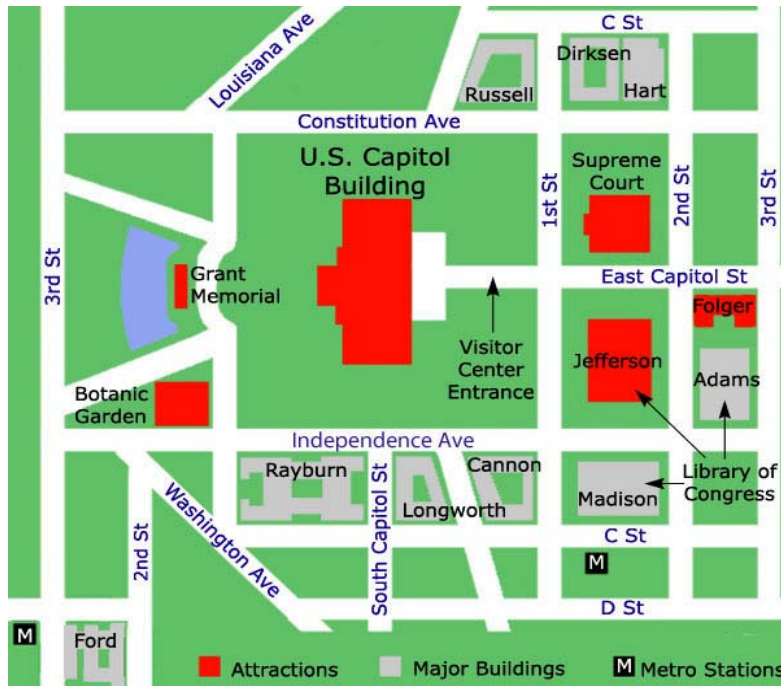 C St
Louisiana Ave
Dirksen
Russell
Hart
Constitution Ave
U.S. Capitol
Building
Supreme
Court
1st St
2nd St
3rd St
3rd St
Grant
Memorial
East Capitol St
Folger
Visitor
Center
Entrance
Jefferson
Adams
Botanic
Garden
Independence Ave
Rayburn
Cannon
Longworth
Library of
Congress
Madison
Washington Ave
South Capitol St
2nd St
C St
M
D St
M
Ford
Attractions
Major Buildings
M
Metro Stations